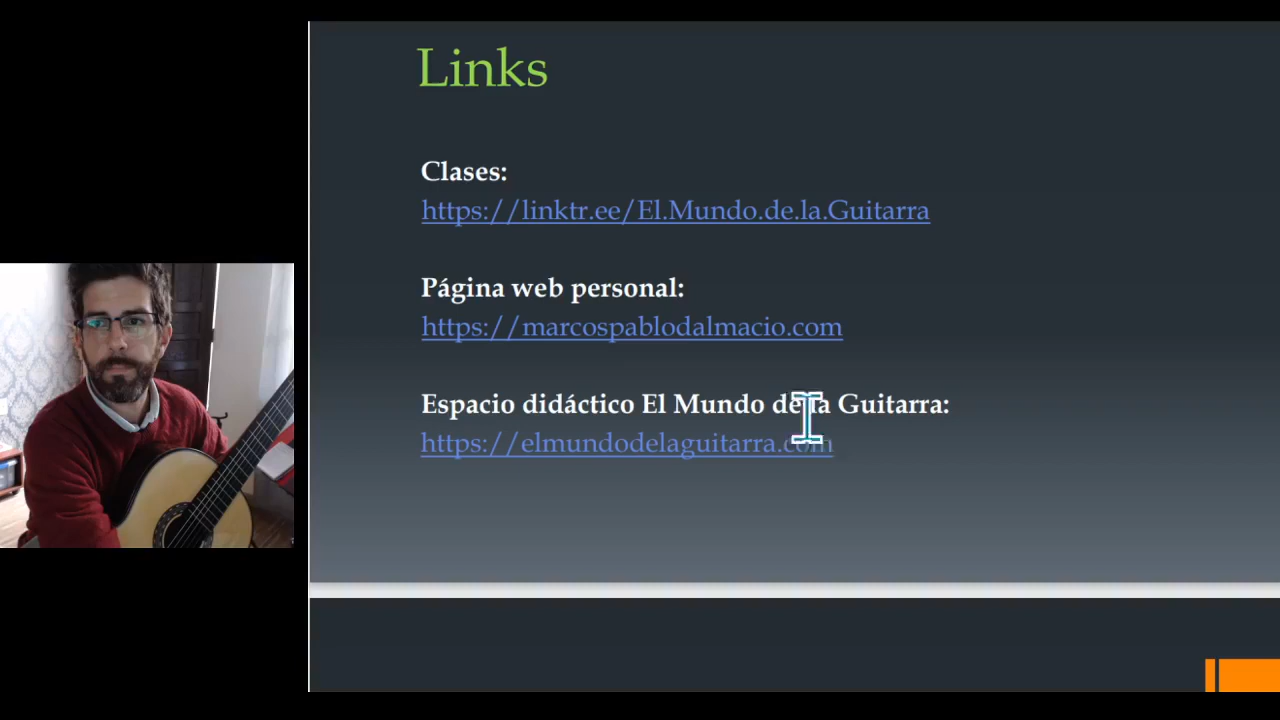 Links
Clases:
https://linktr.ee/El.Mundo.de.la.Guitarra
Página web personal:
https://marcospablodalmacio.com
Espacio didáctico El Mundo de la Guitarra:
https://elmundodelaguitarra.com